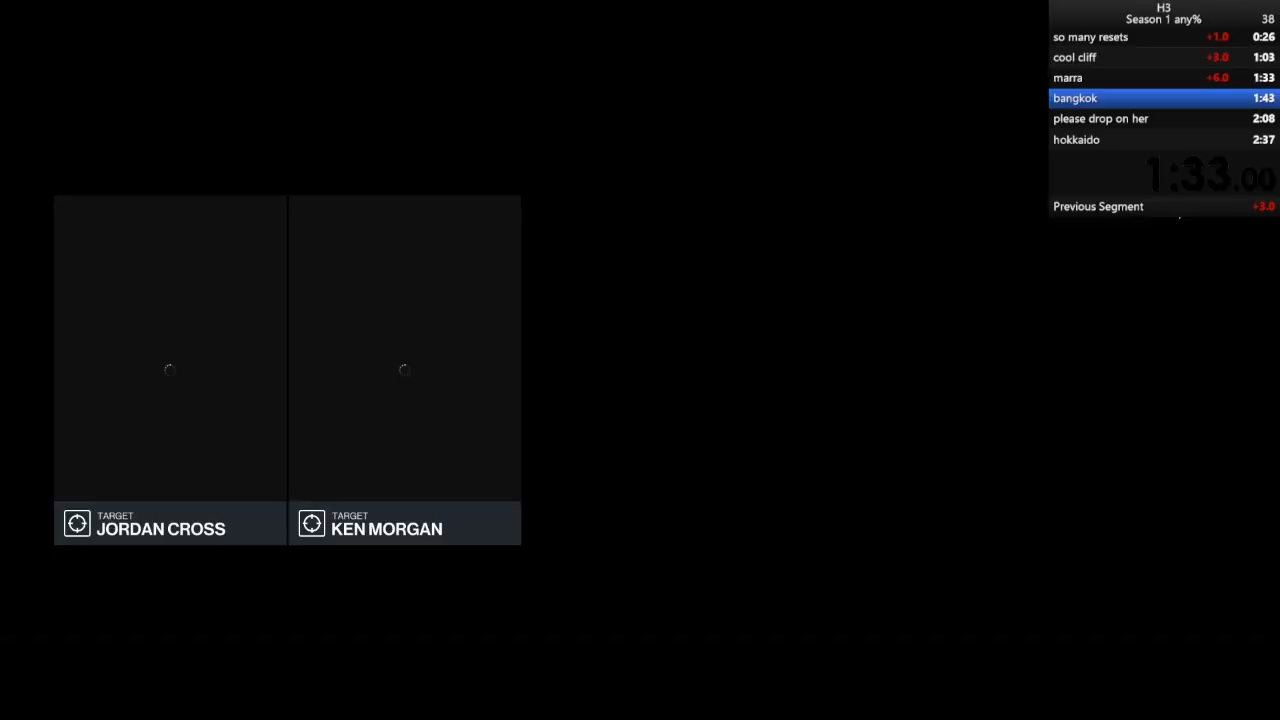 H3
Season 1 any% 38
so many resets +1.0 0:26
cool cliff +3.0 1:03
marra +6.0 1:33
bangkok 1:43
please drop on her 2:08
hokkaido 2:37
1:33.00
Previous Segment +3.0
TARGET
JORDAN CROSS
TARGET
KEN MORGAN